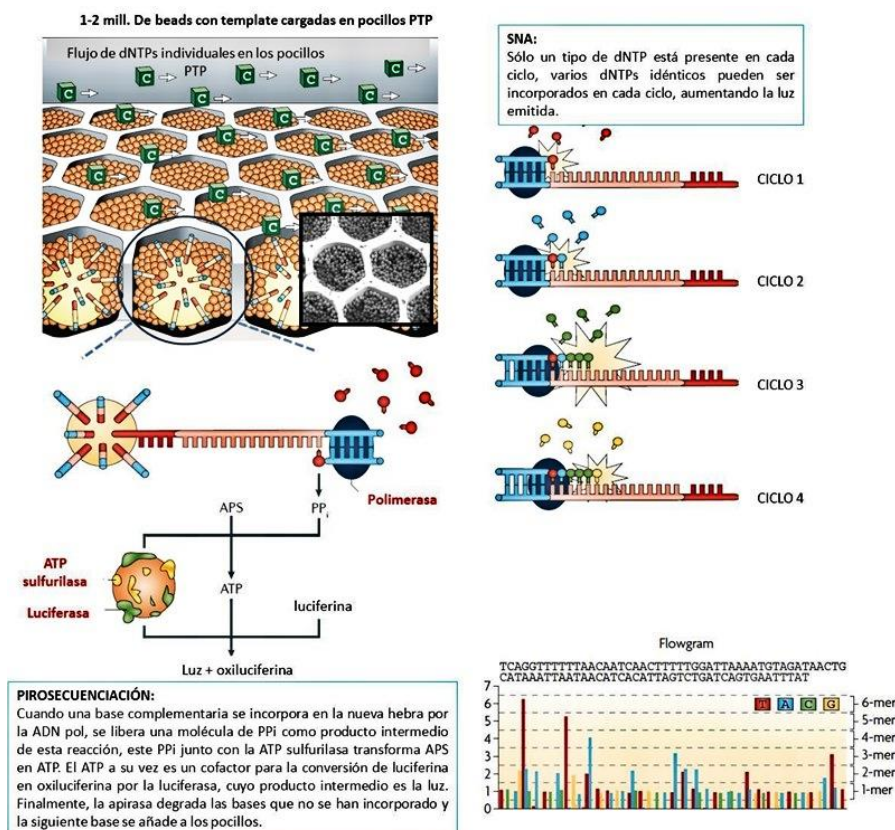 1-2 mill. De beads con template cargadas en pocillos PTP
Flujo de dNTPs individuales en los pocillos
PTP
C C C C C
C C C C
C C C C
C C C C
C C C
SNA:
Sólo un tipo de dNTP está presente en cada
ciclo, varios dNTPs idénticos pueden ser
incorporados en cada ciclo, aumentando la luz
emitida.
CICLO 1
CICLO 2
CICLO 3
CICLO 4
Polimerasa
APS
PPi
ATP
sulfurilasa
Luciferasa
ATP
luciferina
Luz + oxiluciferina
PIROSECUENCIACIÓN:
Cuando una base complementaria se incorpora en la nueva hebra por
la ADN pol, se libera una molécula de PPi como producto intermedio
de esta reacción, este PPi junto con la ATP sulfurilasa transforma APS
en ATP. El ATP a su vez es un cofactor para la conversión de luciferina
en oxiluciferina por la luciferasa, cuyo producto intermedio es la luz.
Finalmente, la apirasa degrada las bases que no se han incorporado y
la siguiente base se añade a los pocillos.
Flowgram
TCAGGTTTTTTAACAATCAACTTTTTGGATTAAAATGTAGATAACTG
CATAAATTAATAACATCACATTAGTCTGATCAGTGAATTTAT
7
6
5
4
3
2
1
0
T A C G
6-mer
5-mer
4-mer
3-mer
2-mer
1-mer